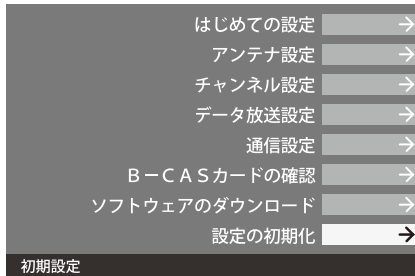 はじめての設定
アンテナ設定
チャンネル設定
データ放送設定
通信設定
B－CASカードの確認
ソフトウェアのダウンロード
設定の初期化
初期設定